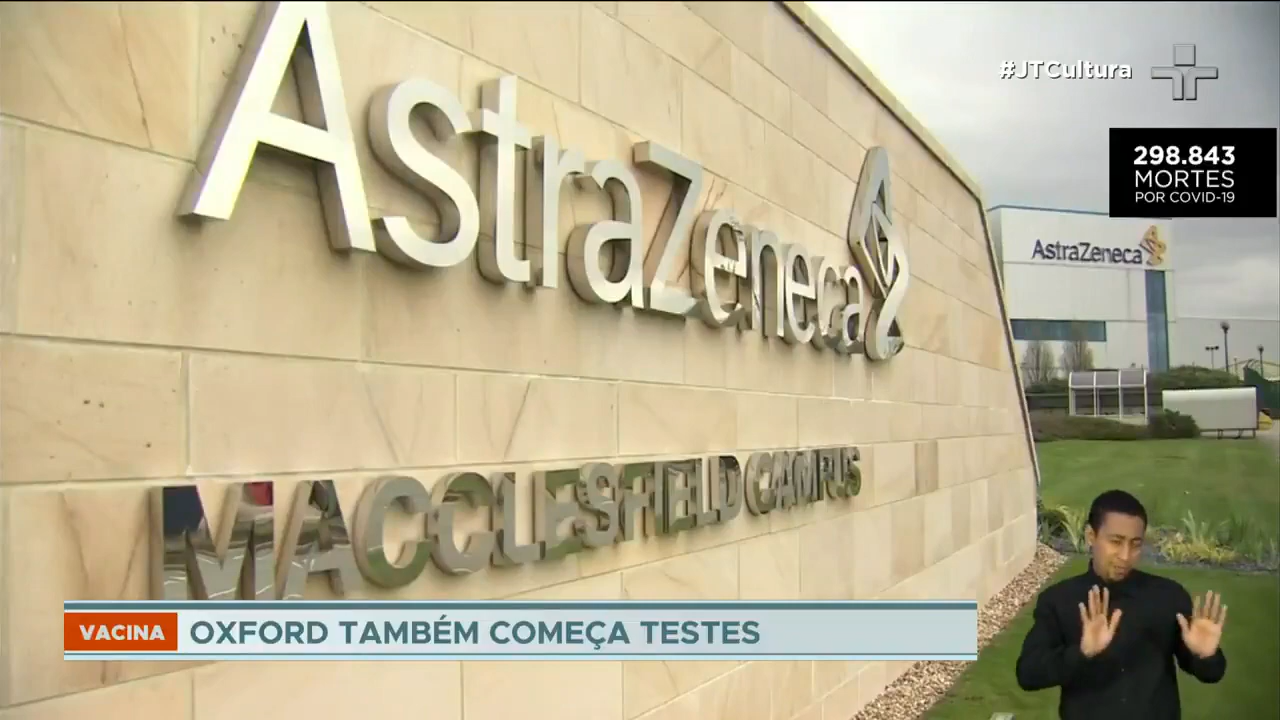 #JTCultura
298.843
MORTES
POR COVID-19
AstraZeneca
AstraZeneca
MACCLESFIELD CAMPUS
VACINA
OXFORD TAMBÉM COMEÇA TESTES